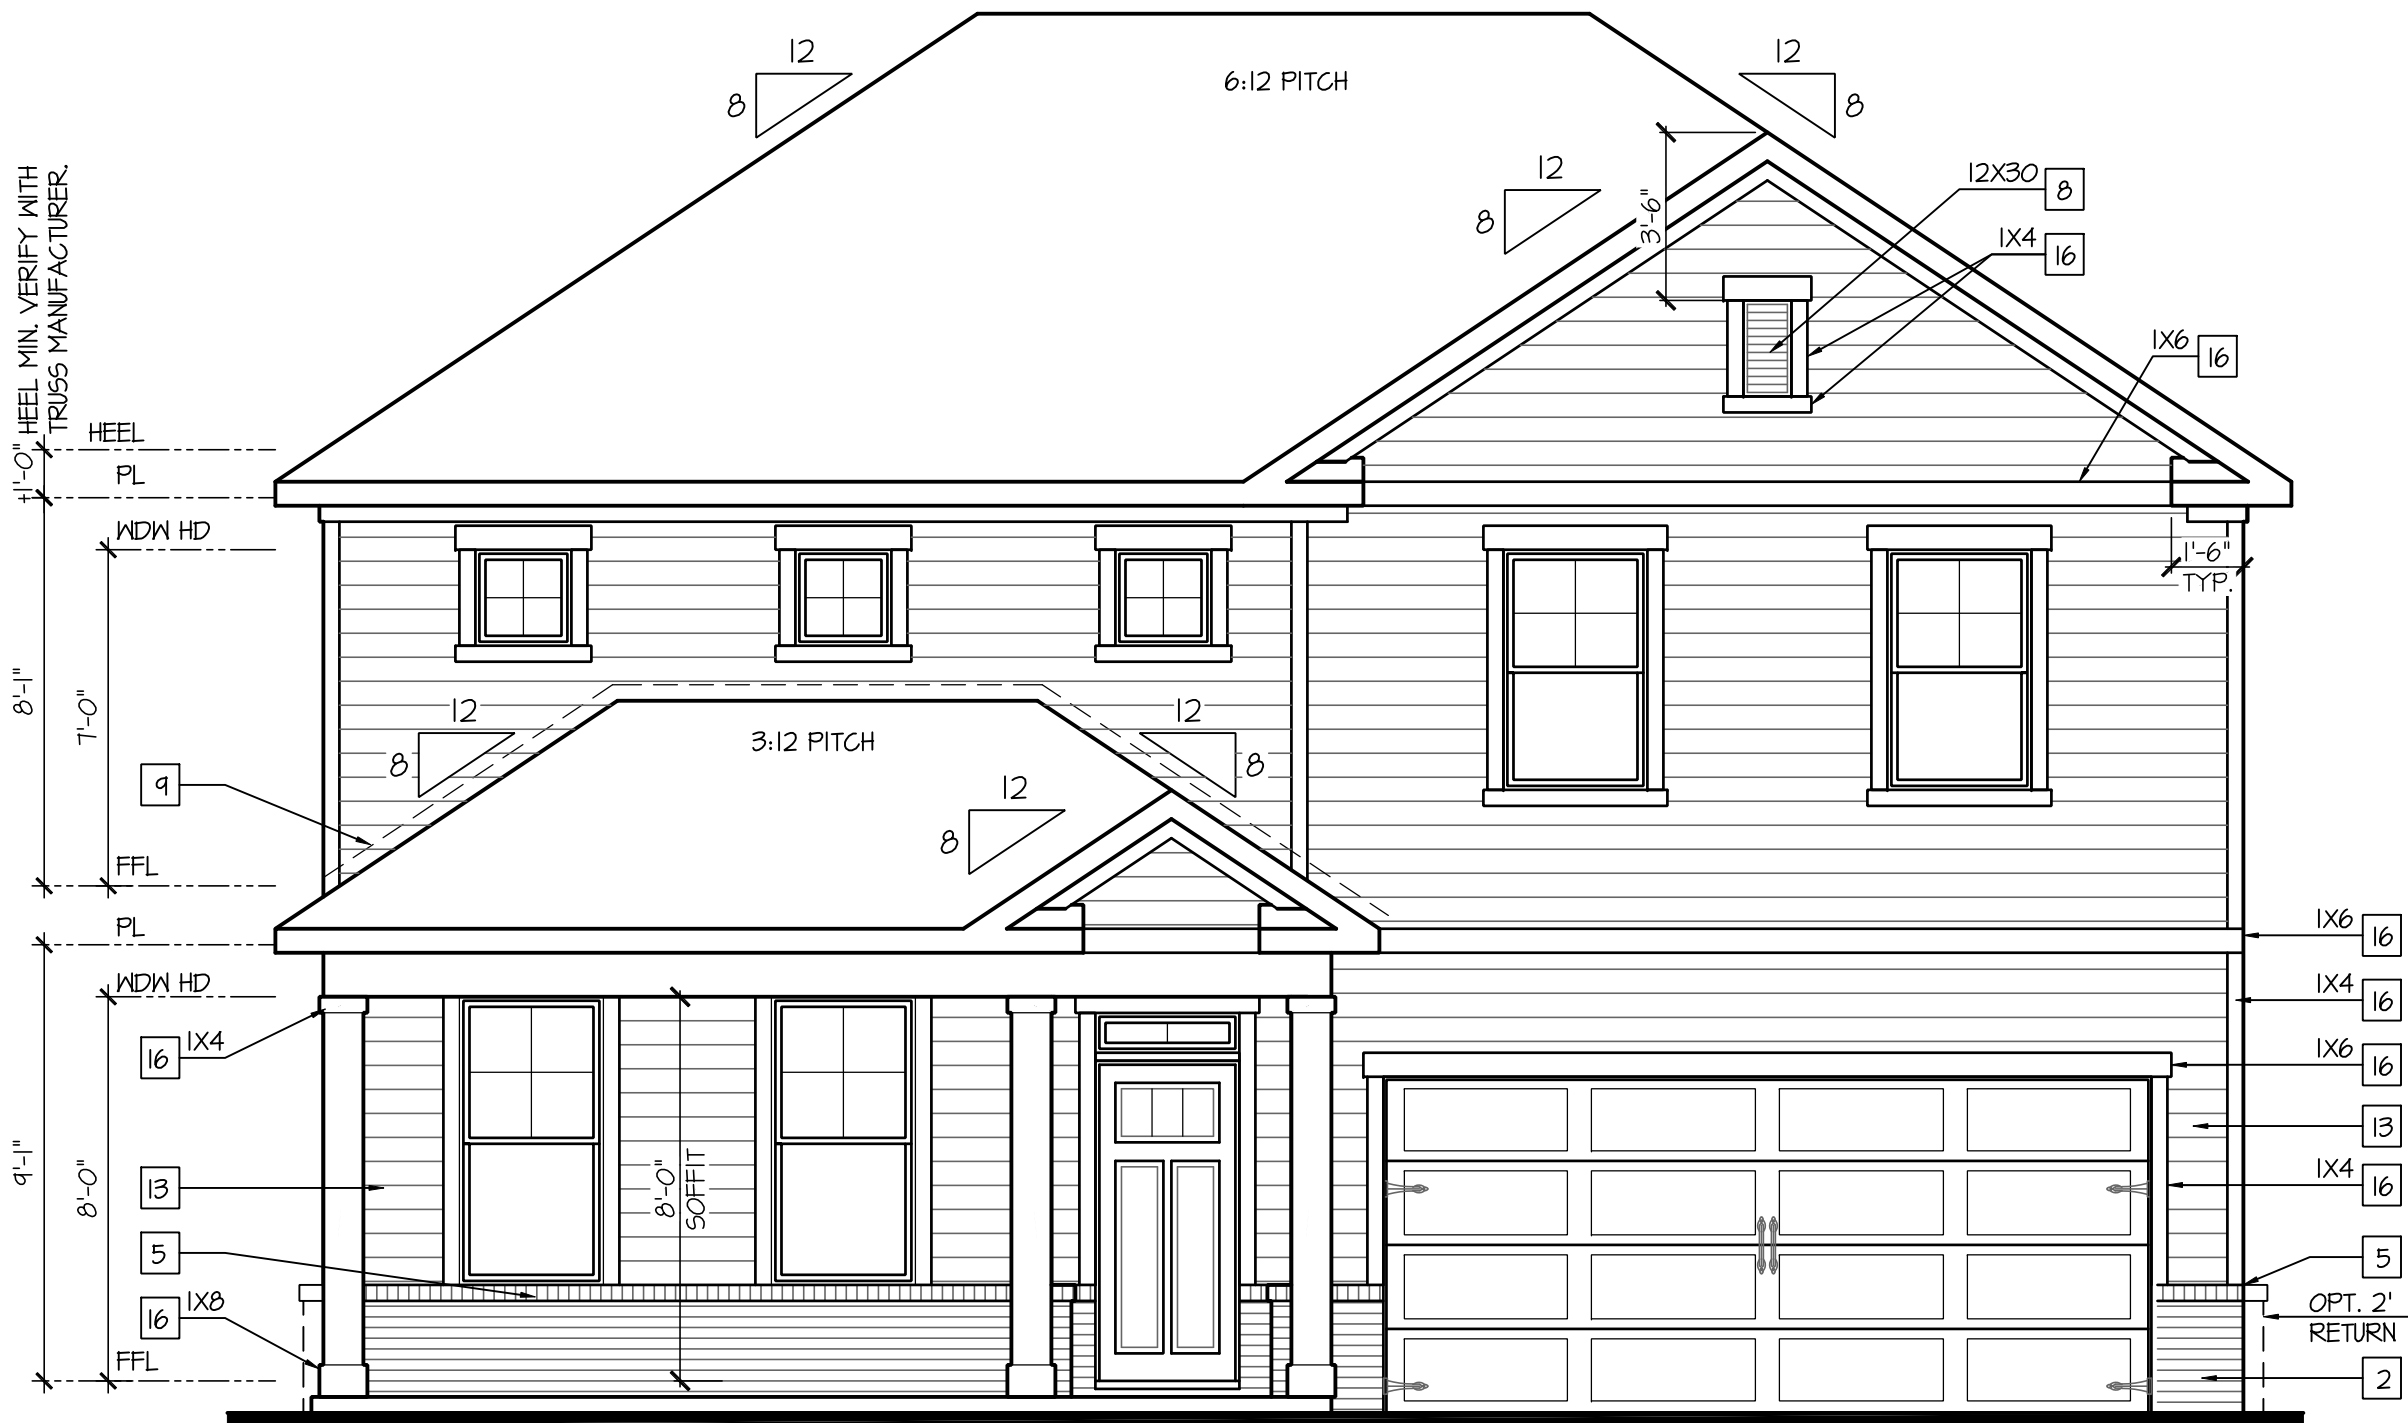 12
8
6:12 PITCH
12
8
12
8
3'-6"
12X30
8
1X4
16
1X6
16
+1'-0" HEEL MIN. VERIFY WITH
TRUSS MANUFACTURER.
HEEL
PL
WDW HD
1'-6"
TYP.
8'-1"
7'-0"
12
8
3:12 PITCH
12
8
12
8
9
FFL
PL
WDW HD
1X6
16
1X4
16
16
1X4
1X6
16
13
9'-1"
8'-0"
13
8'-0"
SOFFIT
1X4
16
5
5
16
1X8
OPT. 2'
RETURN
FFL
2